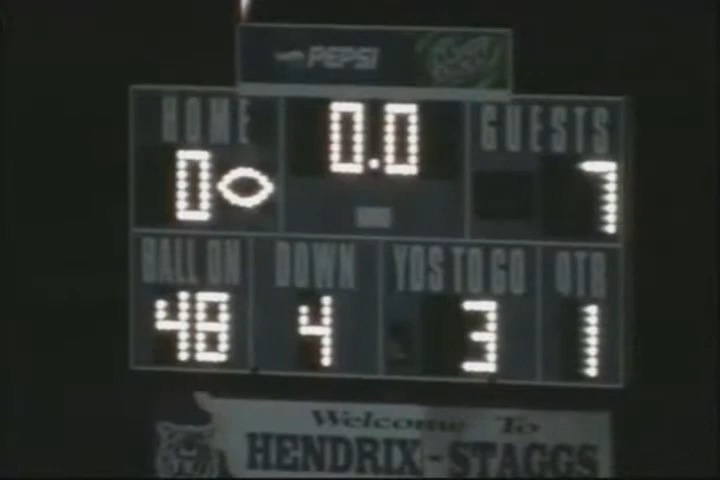 PEPSI
HOME 0.0 GUESTS
0 7
BALL ON DOWN YDS TO GO QTR
48 4 3 1
Welcome To
HENDRIX-STAGGS